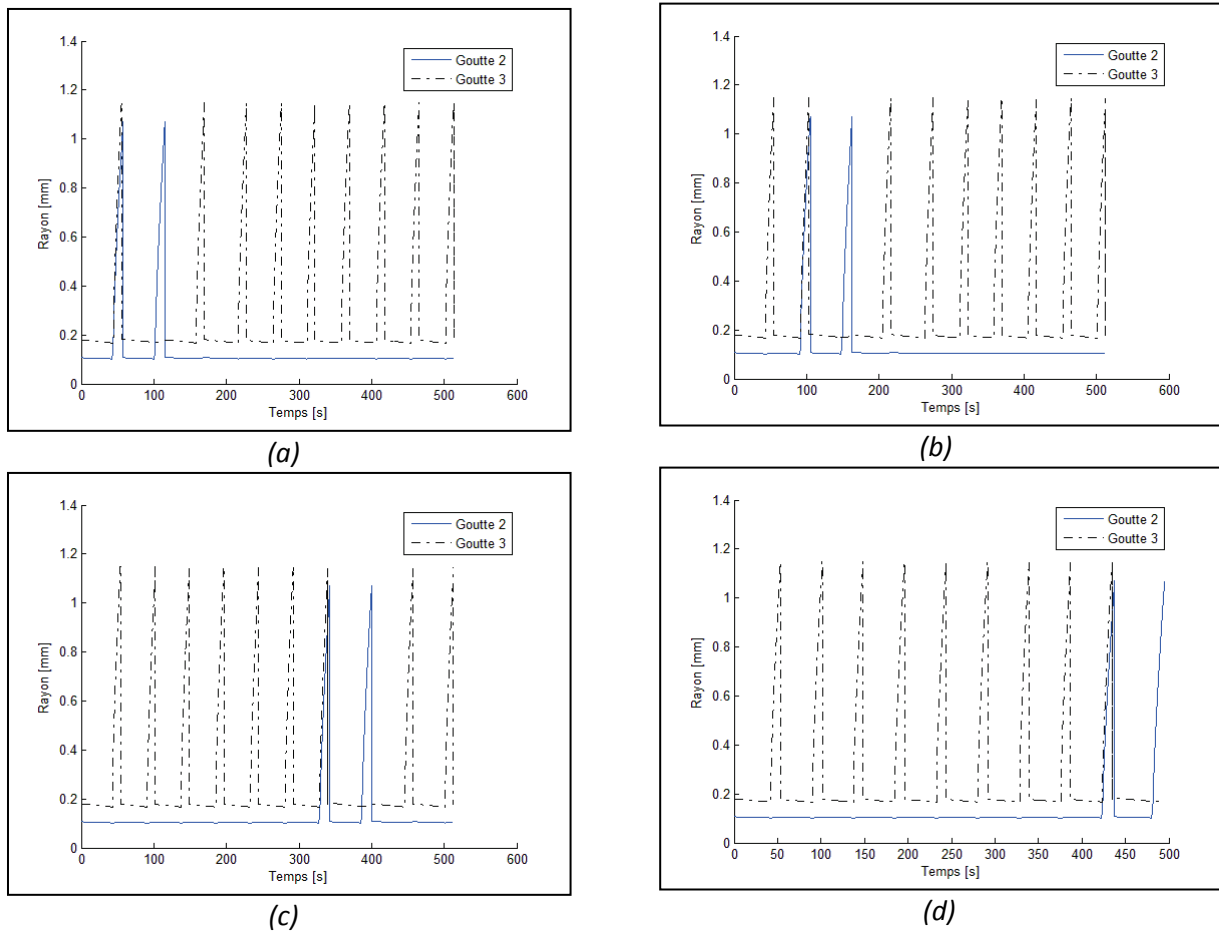 1.4
1.2
1
0.8
0.6
0.4
0.2
0
Rayon [mm]
Goutte 2
Goutte 3
0 100 200 300 400 500 600
Temps [s]
(a)
1.4
1.2
1
0.8
0.6
0.4
0.2
0
Rayon [mm]
Goutte 2
Goutte 3
0 100 200 300 400 500 600
Temps [s]
(b)
1.4
1.2
1
0.8
0.6
0.4
0.2
0
Rayon [mm]
Goutte 2
Goutte 3
0 100 200 300 400 500 600
Temps [s]
(c)
1.4
1.2
1
0.8
0.6
0.4
0.2
0
Rayon [mm]
Goutte 2
Goutte 3
0 50 100 150 200 250 300 350 400 450 500
Temps [s]
(d)